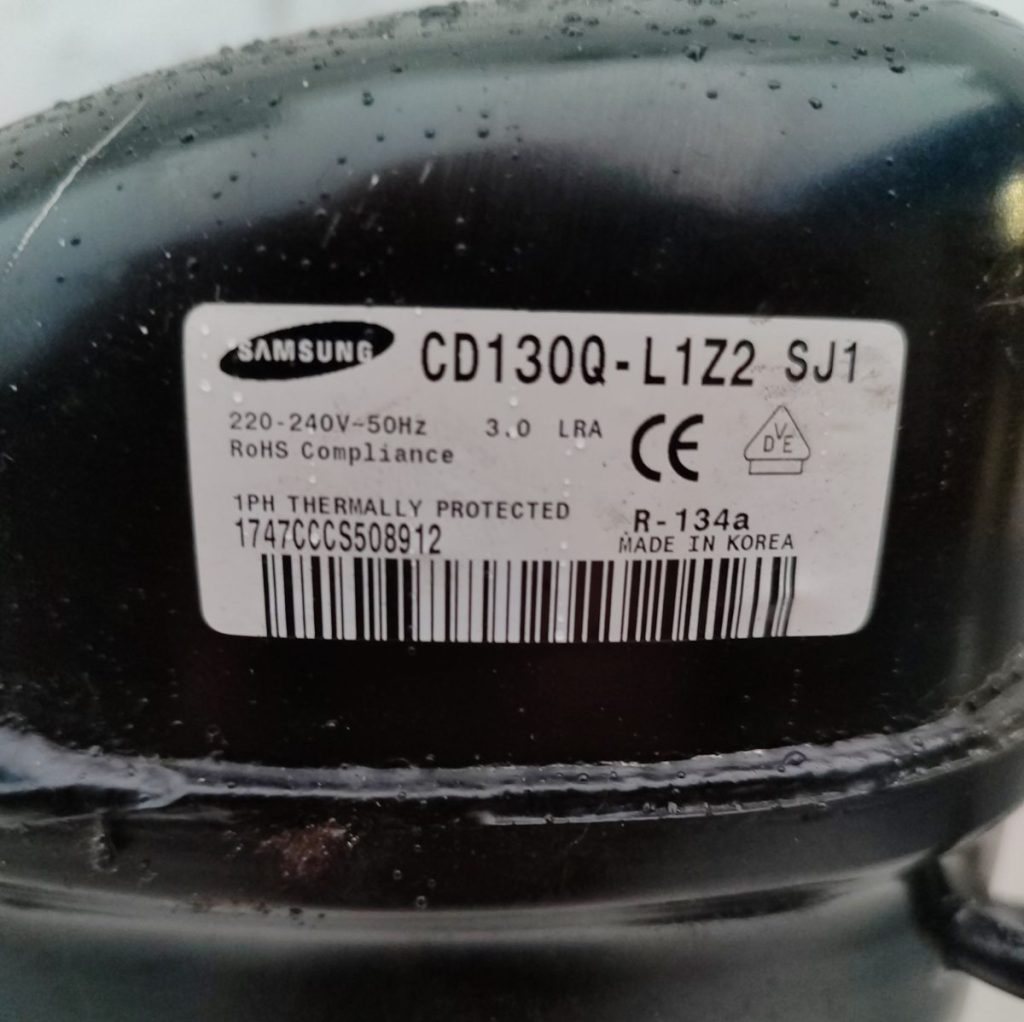 SAMSUNG CD130Q-L1Z2 SJ1
220-240V~50Hz 3.0 LRA
RoHS Compliance
CE
VDE
1PH THERMALLY PROTECTED
1747CCCS508912
R-134a
MADE IN KOREA